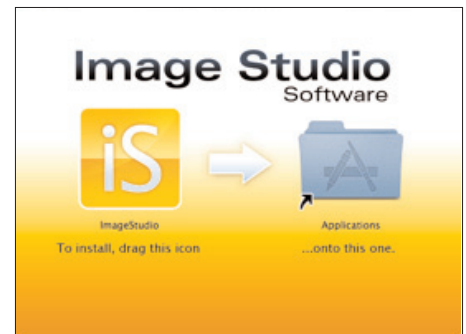 Image Studio
Software
iS
ImageStudio
Applications
To install, drag this icon
...onto this one.